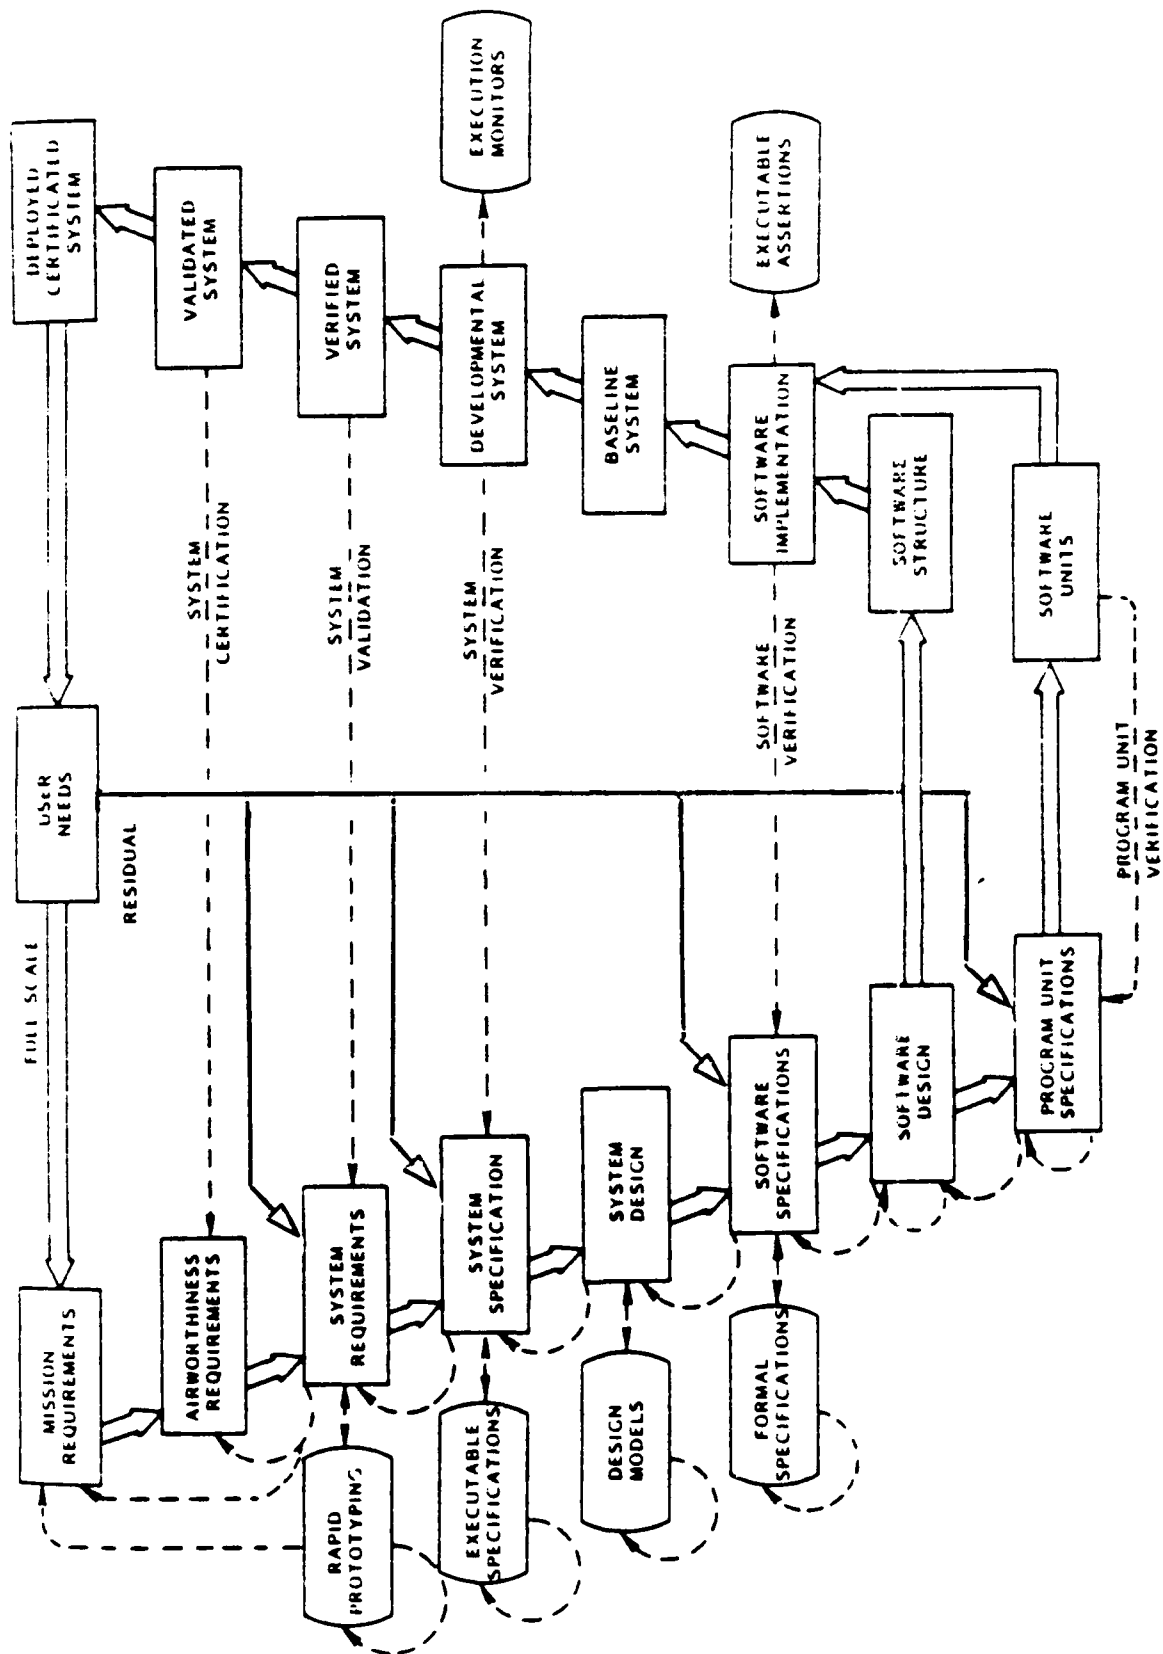 FULL SCALE
USER
NEEDS
RESIDUAL
DEPLOYED
CERTIFICATED
SYSTEM
MISSION
REQUIREMENTS
AIRWORTHINESS
REQUIREMENTS
SYSTEM
CERTIFICATION
VALIDATED
SYSTEM
RAPID
PROTOTYPING
SYSTEM
REQUIREMENTS
SYSTEM
VALIDATION
VERIFIED
SYSTEM
EXECUTABLE
SPECIFICATIONS
SYSTEM
SPECIFICATION
SYSTEM
VERIFICATION
DEVELOPMENTAL
SYSTEM
EXECUTION
MONITORS
DESIGN
MODELS
SYSTEM
DESIGN
BASELINE
SYSTEM
FORMAL
SPECIFICATIONS
SOFTWARE
SPECIFICATIONS
SOFTWARE
VERIFICATION
SOFTWARE
IMPLEMENTATION
EXECUTABLE
ASSERTIONS
SOFTWARE
DESIGN
SOFTWARE
STRUCTURE
PROGRAM UNIT
SPECIFICATIONS
SOFTWARE
UNITS
PROGRAM UNIT
VERIFICATION